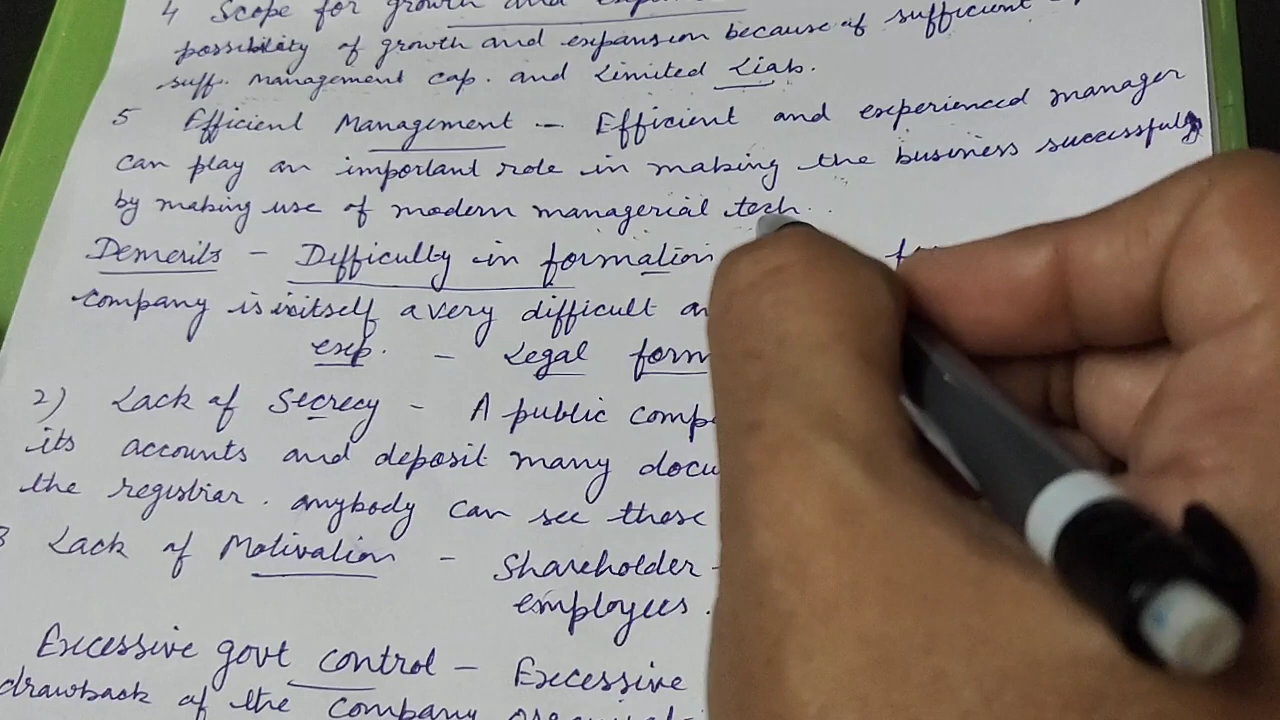 4 Scope for growth and
possibility of growth and expansion because of sufficient
suff. management cap. and Limited Liab.
5 Efficient Management – Efficient and experienced manager
can play an important role in making the business successfully
by making use of modern managerial tech.
Demerits – Difficulty in formation
company is initself a very difficult
exp. – Legal form
2) Lack of Secrecy – A public comp
its accounts and deposit many docu
the registrar. anybody can see these
3 Lack of Motivation – Shareholder
employees.
Excessive govt control – Excessive
drawback of the company